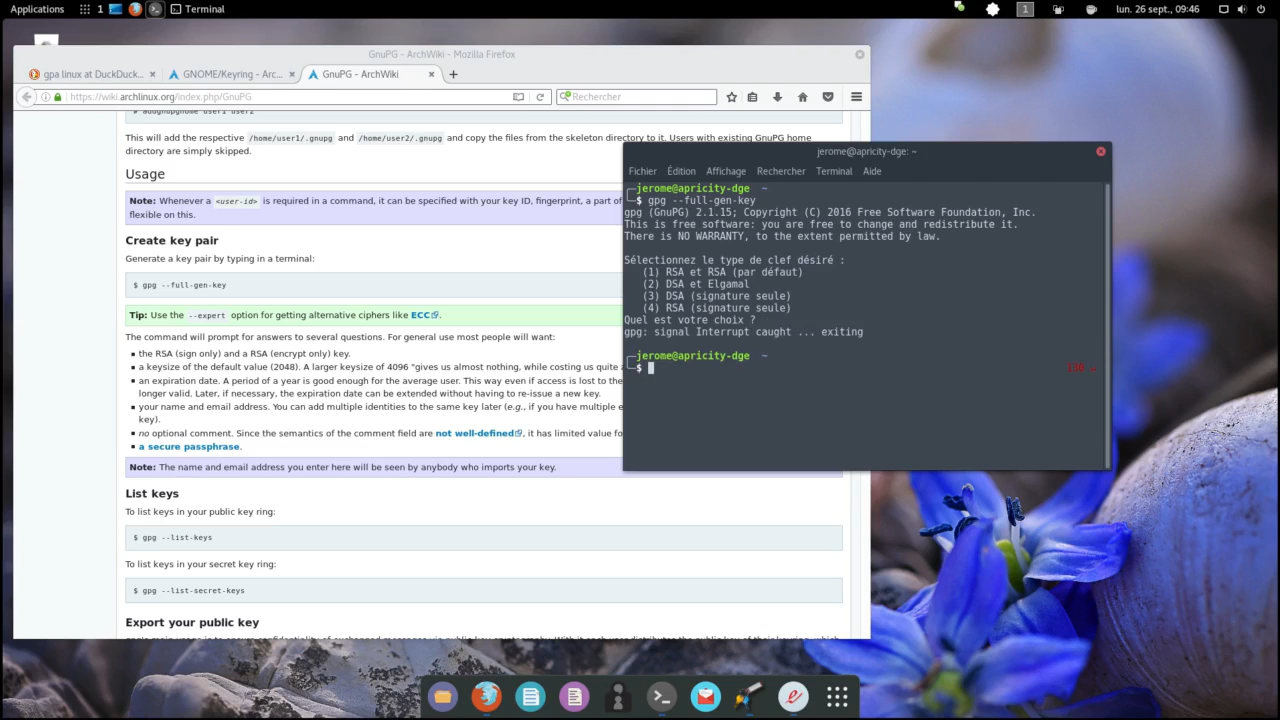 Applications
1
Terminal
1
lun. 26 sept., 09:46
GnuPG - ArchWiki - Mozilla Firefox
gpa linux at DuckDuck...
GNOME/Keyring - Arc...
GnuPG - ArchWiki
https://wiki.archlinux.org/index.php/GnuPG
Rechercher
# addgnupghome user1 user2
This will add the respective /home/user1/.gnupg and /home/user2/.gnupg and copy the files from the skeleton directory to it. Users with existing GnuPG home
directory are simply skipped.
Usage
Note: Whenever a <user-id> is required in a command, it can be specified with your key ID, fingerprint, a part of
flexible on this.
Create key pair
Generate a key pair by typing in a terminal:
$ gpg --full-gen-key
Tip: Use the --expert option for getting alternative ciphers like ECC.
The command will prompt for answers to several questions. For general use most people will want:
the RSA (sign only) and a RSA (encrypt only) key.
a keysize of the default value (2048). A larger keysize of 4096 "gives us almost nothing, while costing us quite
an expiration date. A period of a year is good enough for the average user. This way even if access is lost to the
longer valid. Later, if necessary, the expiration date can be extended without having to re-issue a new key.
your name and email address. You can add multiple identities to the same key later (e.g., if you have multiple
key).
no optional comment. Since the semantics of the comment field are not well-defined, it has limited value
a secure passphrase.
Note: The name and email address you enter here will be seen by anybody who imports your key.
List keys
To list keys in your public key ring:
$ gpg --list-keys
To list keys in your secret key ring:
$ gpg --list-secret-keys
Export your public key
jerome@apricity-dge: ~
Fichier Édition Affichage Rechercher Terminal Aide
jerome@apricity-dge ~
$ gpg --full-gen-key
gpg (GnuPG) 2.1.15; Copyright (C) 2016 Free Software Foundation, Inc.
This is free software: you are free to change and redistribute it.
There is NO WARRANTY, to the extent permitted by law.
Sélectionnez le type de clef désiré :
(1) RSA et RSA (par défaut)
(2) DSA et Elgamal
(3) DSA (signature seule)
(4) RSA (signature seule)
Quel est votre choix ?
gpg: signal Interrupt caught ... exiting
jerome@apricity-dge ~
$